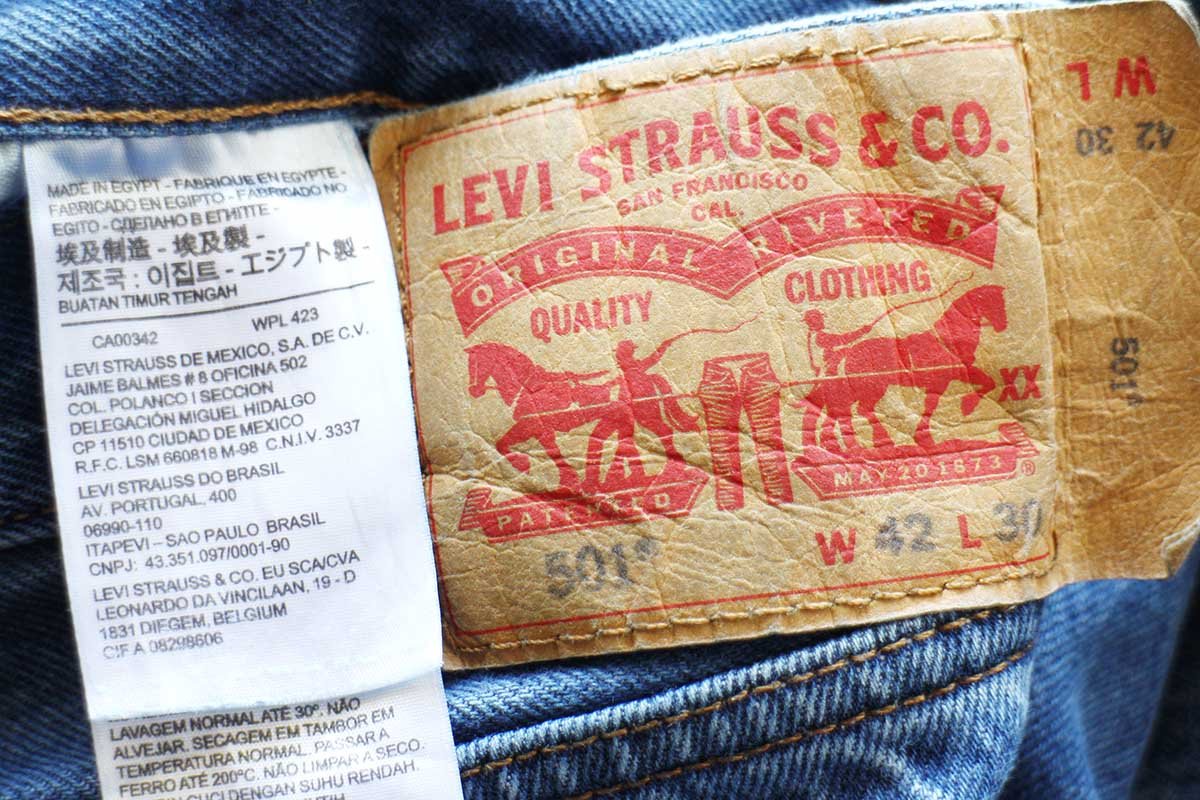 MADE IN EGYPT - FABRIQUE EN EGYPTE -
FABRICADO EN EGIPTO - FABRICADO NO
EGITO - СДЕЛАНО В ЕГИПТЕ -
埃及制造 - 埃及製 -
제조국 : 이집트 - エジプト製 -
BUATAN TIMUR TENGAH
CA00342 WPL 423
LEVI STRAUSS DE MEXICO, S.A. DE C.V.
JAIME BALMES # 8 OFICINA 502
COL. POLANCO I SECCION
DELEGACIÓN MIGUEL HIDALGO
CP 11510 CIUDAD DE MEXICO
R.F.C. LSM 660818 M-98 C.N.I.V. 3337
LEVI STRAUSS DO BRASIL
AV. PORTUGAL, 400
06990-110
ITAPEVI – SAO PAULO BRASIL
CNPJ: 43.351.097/0001-90
LEVI STRAUSS & CO. EU SCA/CVA
LEONARDO DA VINCILAAN, 19 - D
1831 DIEGEM, BELGIUM
CIF A 08298606
LAVAGEM NORMAL ATÉ 30º. NÃO
ALVEJAR. SECAGEM EM TAMBOR EM
TEMPERATURA NORMAL. PASSAR A
FERRO ATÉ 200°C. NÃO LIMPAR A SECO.
CUCI DENGAN SUHU RENDAH.
LEVI STRAUSS & CO.
SAN FRANCISCO
CAL.
ORIGINAL RIVETED
QUALITY CLOTHING
XX
PATENTED MAY 20 1873 ®
501® W 42 L 30
W L
42 30
501®